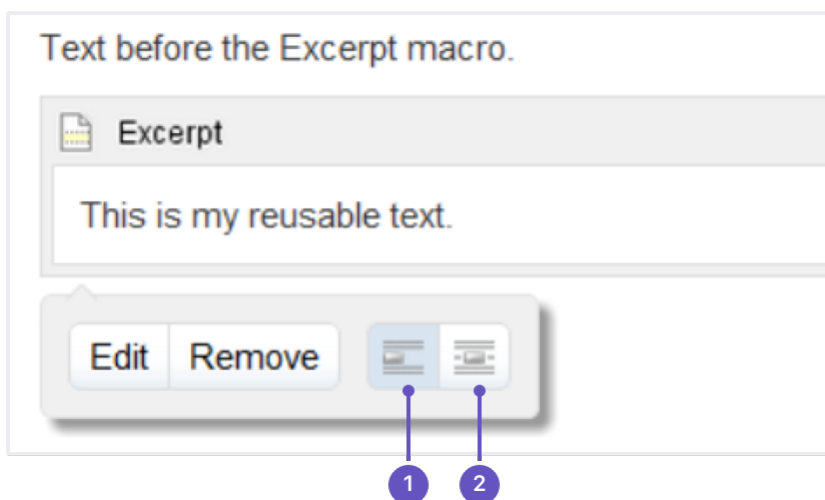 Text before the Excerpt macro.
Excerpt
This is my reusable text.
Edit Remove
1 2